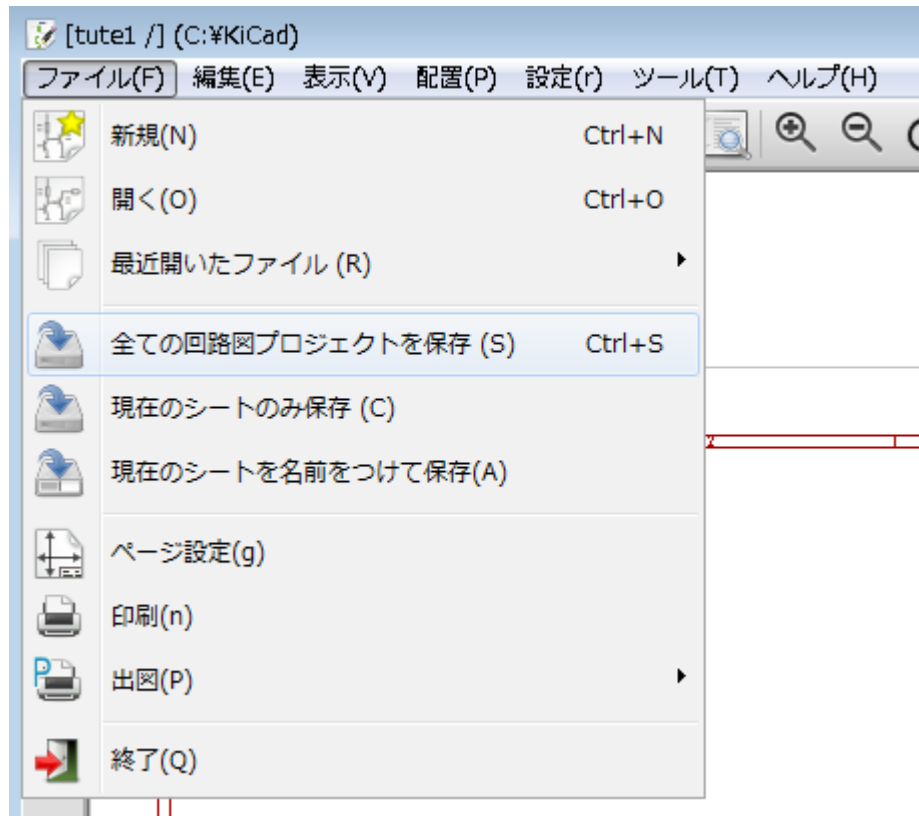 [tute1 /] (C:¥KiCad)
ファイル(F) 編集(E) 表示(V) 配置(P) 設定(r) ツール(T) ヘルプ(H)
新規(N) Ctrl+N
開く(O) Ctrl+O
最近開いたファイル (R)
全ての回路図プロジェクトを保存 (S) Ctrl+S
現在のシートのみ保存 (C)
現在のシートを名前をつけて保存(A)
ページ設定(g)
印刷(n)
出図(P)
終了(Q)